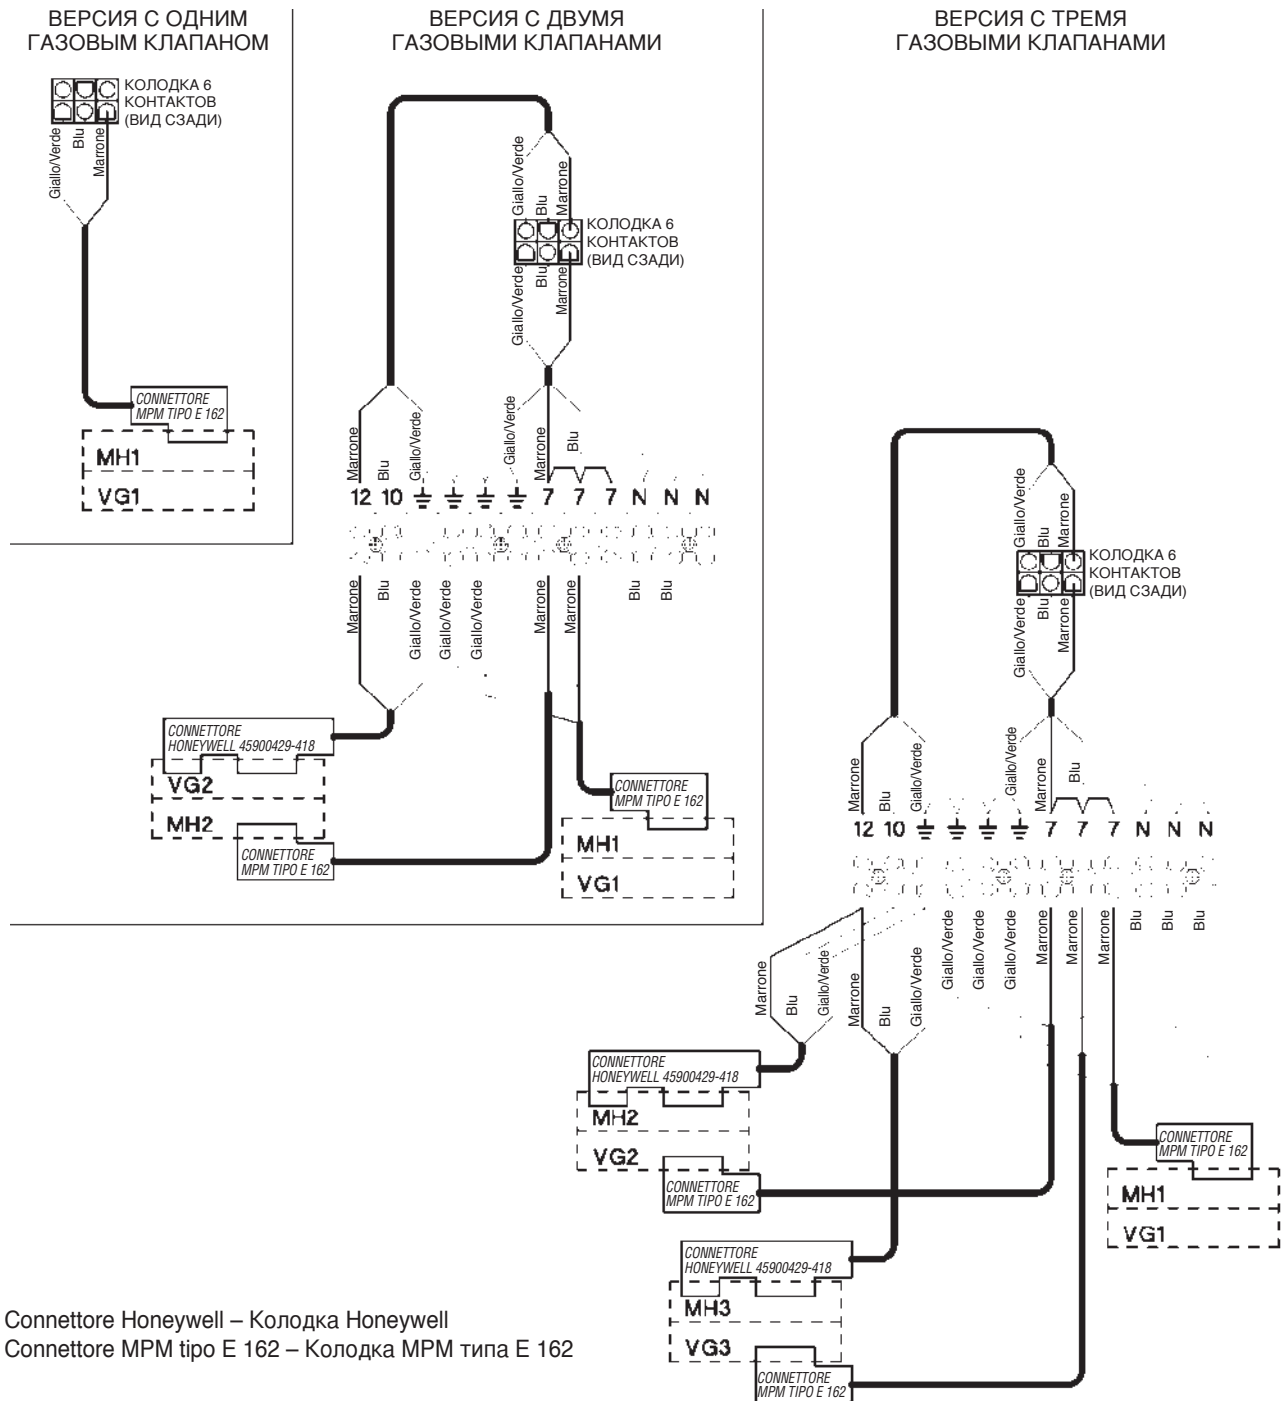 ВЕРСИЯ С ОДНИМ
ГАЗОВЫМ КЛАПАНОМ
КОЛОДКА 6
КОНТАКТОВ
(ВИД СЗАДИ)
Giallo/Verde
Blu
Marrone
CONNETTORE
MPM TIPO E 162
MH1
VG1
ВЕРСИЯ С ДВУМЯ
ГАЗОВЫМИ КЛАПАНАМИ
Giallo/Verde
Blu
Marrone
КОЛОДКА 6
КОНТАКТОВ
(ВИД СЗАДИ)
Giallo/Verde
Blu
Marrone
Marrone
Blu
Giallo/Verde
Giallo/Verde
Marrone
Blu
12 10 7 7 7 N N N
Marrone
Blu
Giallo/Verde
Giallo/Verde
Giallo/Verde
Marrone
Marrone
Blu
Blu
CONNETTORE
HONEYWELL 45900429-418
VG2
MH2
CONNETTORE
MPM TIPO E 162
CONNETTORE
MPM TIPO E 162
MH1
VG1
ВЕРСИЯ С ТРЕМЯ
ГАЗОВЫМИ КЛАПАНАМИ
Giallo/Verde
Blu
Marrone
КОЛОДКА 6
КОНТАКТОВ
(ВИД СЗАДИ)
Giallo/Verde
Blu
Marrone
Marrone
Blu
Giallo/Verde
Giallo/Verde
Marrone
Blu
12 10 7 7 7 N N N
Marrone
Blu
Giallo/Verde
Marrone
Blu
Giallo/Verde
Giallo/Verde
Giallo/Verde
Giallo/Verde
Marrone
Marrone
Marrone
Blu
Blu
Blu
CONNETTORE
HONEYWELL 45900429-418
MH2
VG2
CONNETTORE
MPM TIPO E 162
CONNETTORE
MPM TIPO E 162
MH1
VG1
CONNETTORE
HONEYWELL 45900429-418
MH3
VG3
CONNETTORE
MPM TIPO E 162
Connettore Honeywell – Колодка Honeywell
Connettore MPM tipo E 162 – Колодка МРМ типа Е 162